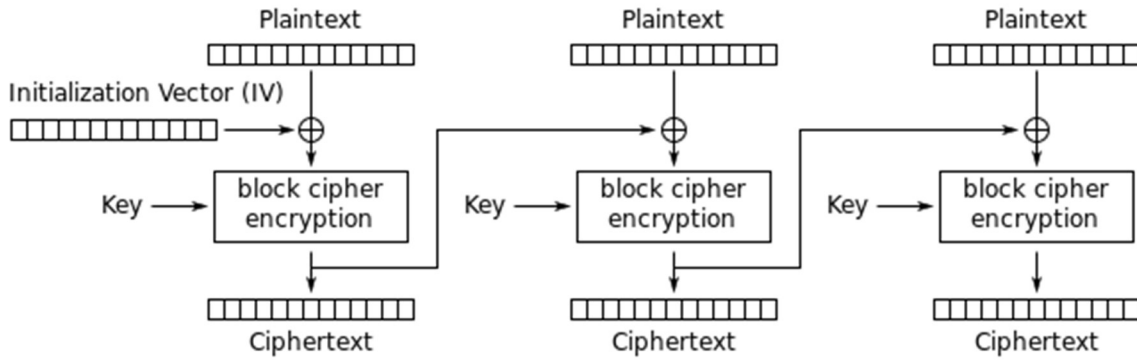 Plaintext
Plaintext
Plaintext
Initialization Vector (IV)
Key
block cipher
encryption
Key
block cipher
encryption
Key
block cipher
encryption
Ciphertext
Ciphertext
Ciphertext